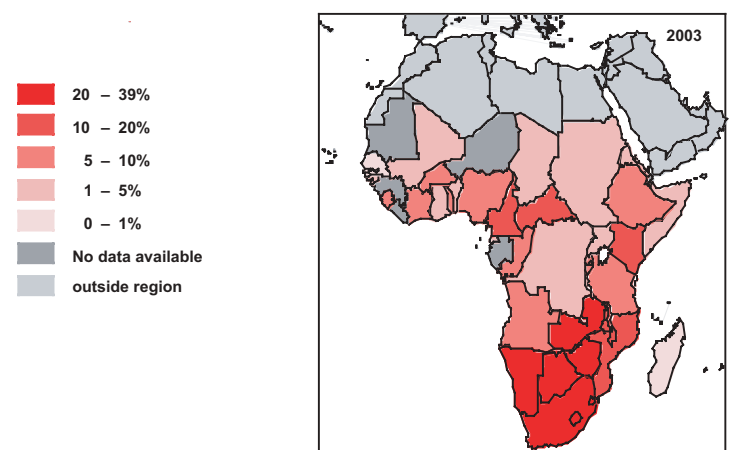 2003
20 – 39%
10 – 20%
5 – 10%
1 – 5%
0 – 1%
No data available
outside region